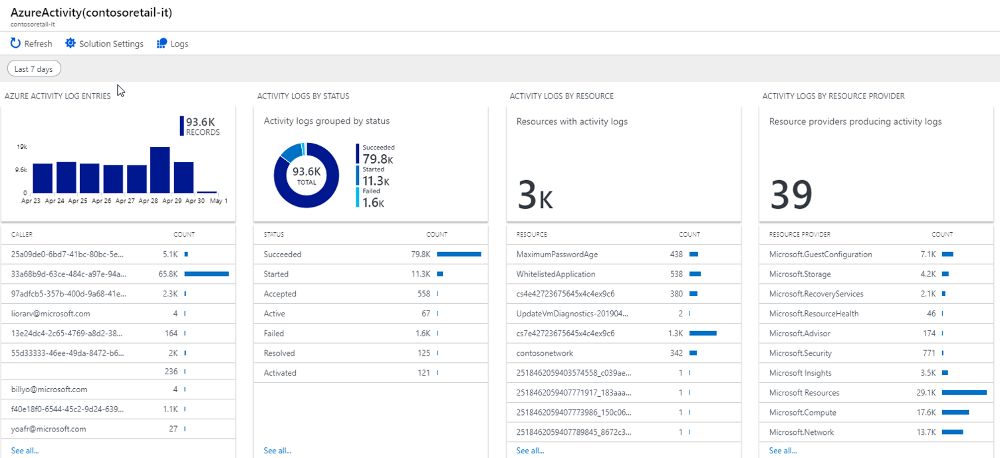 AzureActivity(contosoretail-it)
contosoretail-it
Refresh Solution Settings Logs
Last 7 days
AZURE ACTIVITY LOG ENTRIES
93.6K
RECORDS
19k
9.6k
0
Apr 23 Apr 24 Apr 25 Apr 26 Apr 27 Apr 28 Apr 29 Apr 30 May 1
CALLER COUNT
25a09de0-6bd7-41bc-80bc-5e... 5.1K
33a68b9d-63ce-484c-a97e-94a... 65.8K
97adfcb5-357b-400d-9a68-41e... 2.3K
liorarv@microsoft.com 4
13e24dc4-2c65-4769-a8d2-38... 164
55d33333-46ee-49da-8472-b6... 2K
236
billyo@microsoft.com 4
f40e18f0-6544-45c2-9d24-639... 1.1K
yoafr@microsoft.com 27
See all...
ACTIVITY LOGS BY STATUS
Activity logs grouped by status
93.6K
TOTAL
Succeeded
79.8K
Started
11.3K
Failed
1.6K
STATUS COUNT
Succeeded 79.8K
Started 11.3K
Accepted 558
Active 67
Failed 1.6K
Resolved 125
Activated 121
See all...
ACTIVITY LOGS BY RESOURCE
Resources with activity logs
3K
RESOURCE COUNT
MaximumPasswordAge 438
WhitelistedApplication 538
cs4e42723675645x4c4ex9c6 380
UpdateVmDiagnostics-201904... 2
cs7e42723675645x4c4ex9c6 1.3K
contosonetwork 342
2518462059403574558_c039ae... 1
2518462059407771917_183aaa... 1
2518462059407773986_150c06... 1
2518462059407789845_8672c3... 1
See all...
ACTIVITY LOGS BY RESOURCE PROVIDER
Resource providers producing activity logs
39
RESOURCE PROVIDER COUNT
Microsoft.GuestConfiguration 7.1K
Microsoft.Storage 4.2K
Microsoft.RecoveryServices 2.1K
Microsoft.ResourceHealth 46
Microsoft.Advisor 174
Microsoft.Security 771
Microsoft Insights 3.5K
Microsoft Resources 29.1K
Microsoft.Compute 17.6K
Microsoft.Network 13.7K
See all...